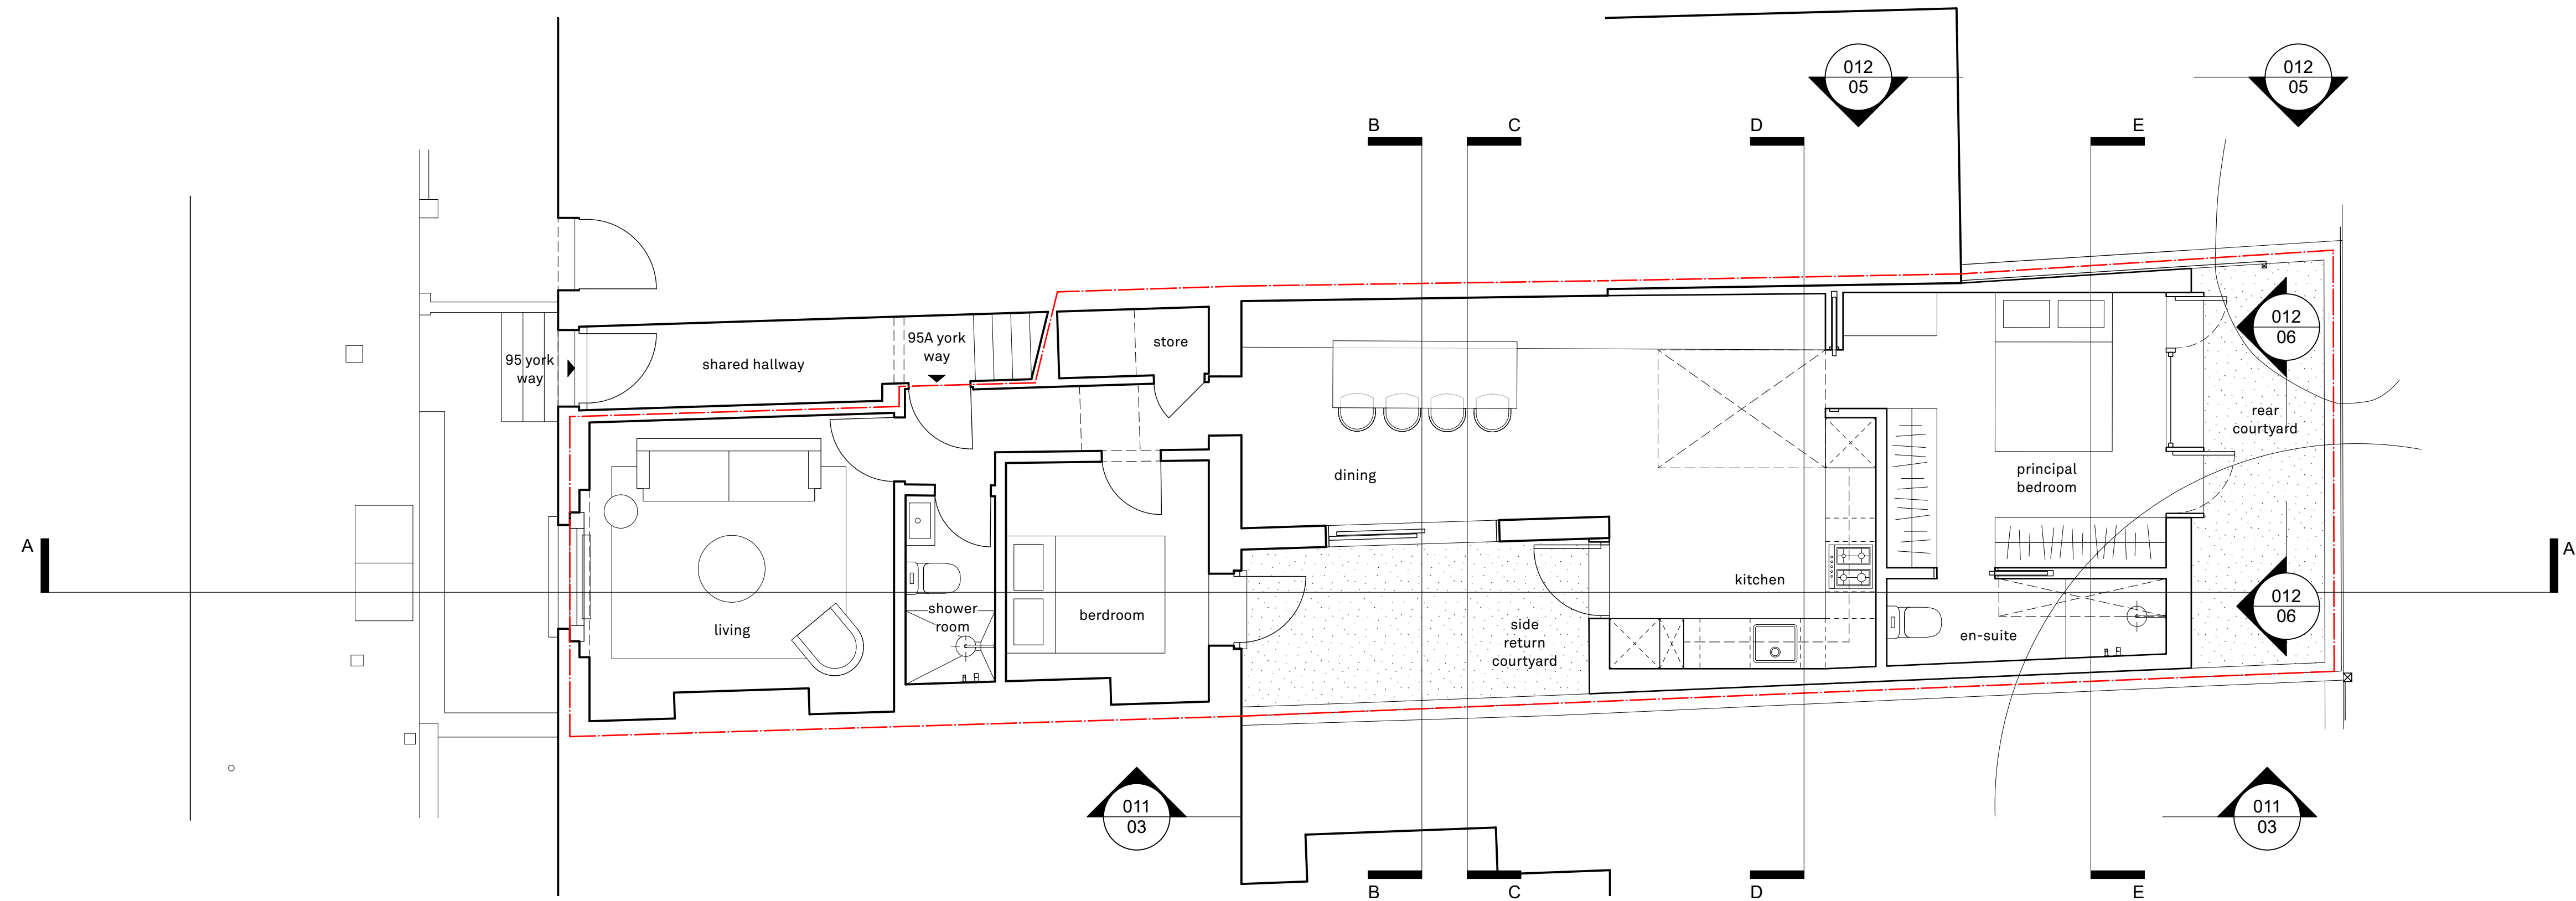 012
05
012
05
B
C
D
E
95A york
way
store
95 york
way
shared hallway
012
06
rear
courtyard
dining
principal
bedroom
A
A
kitchen
012
06
shower
room
berdroom
living
side
return
courtyard
en-suite
011
03
011
03
B
C
D
E